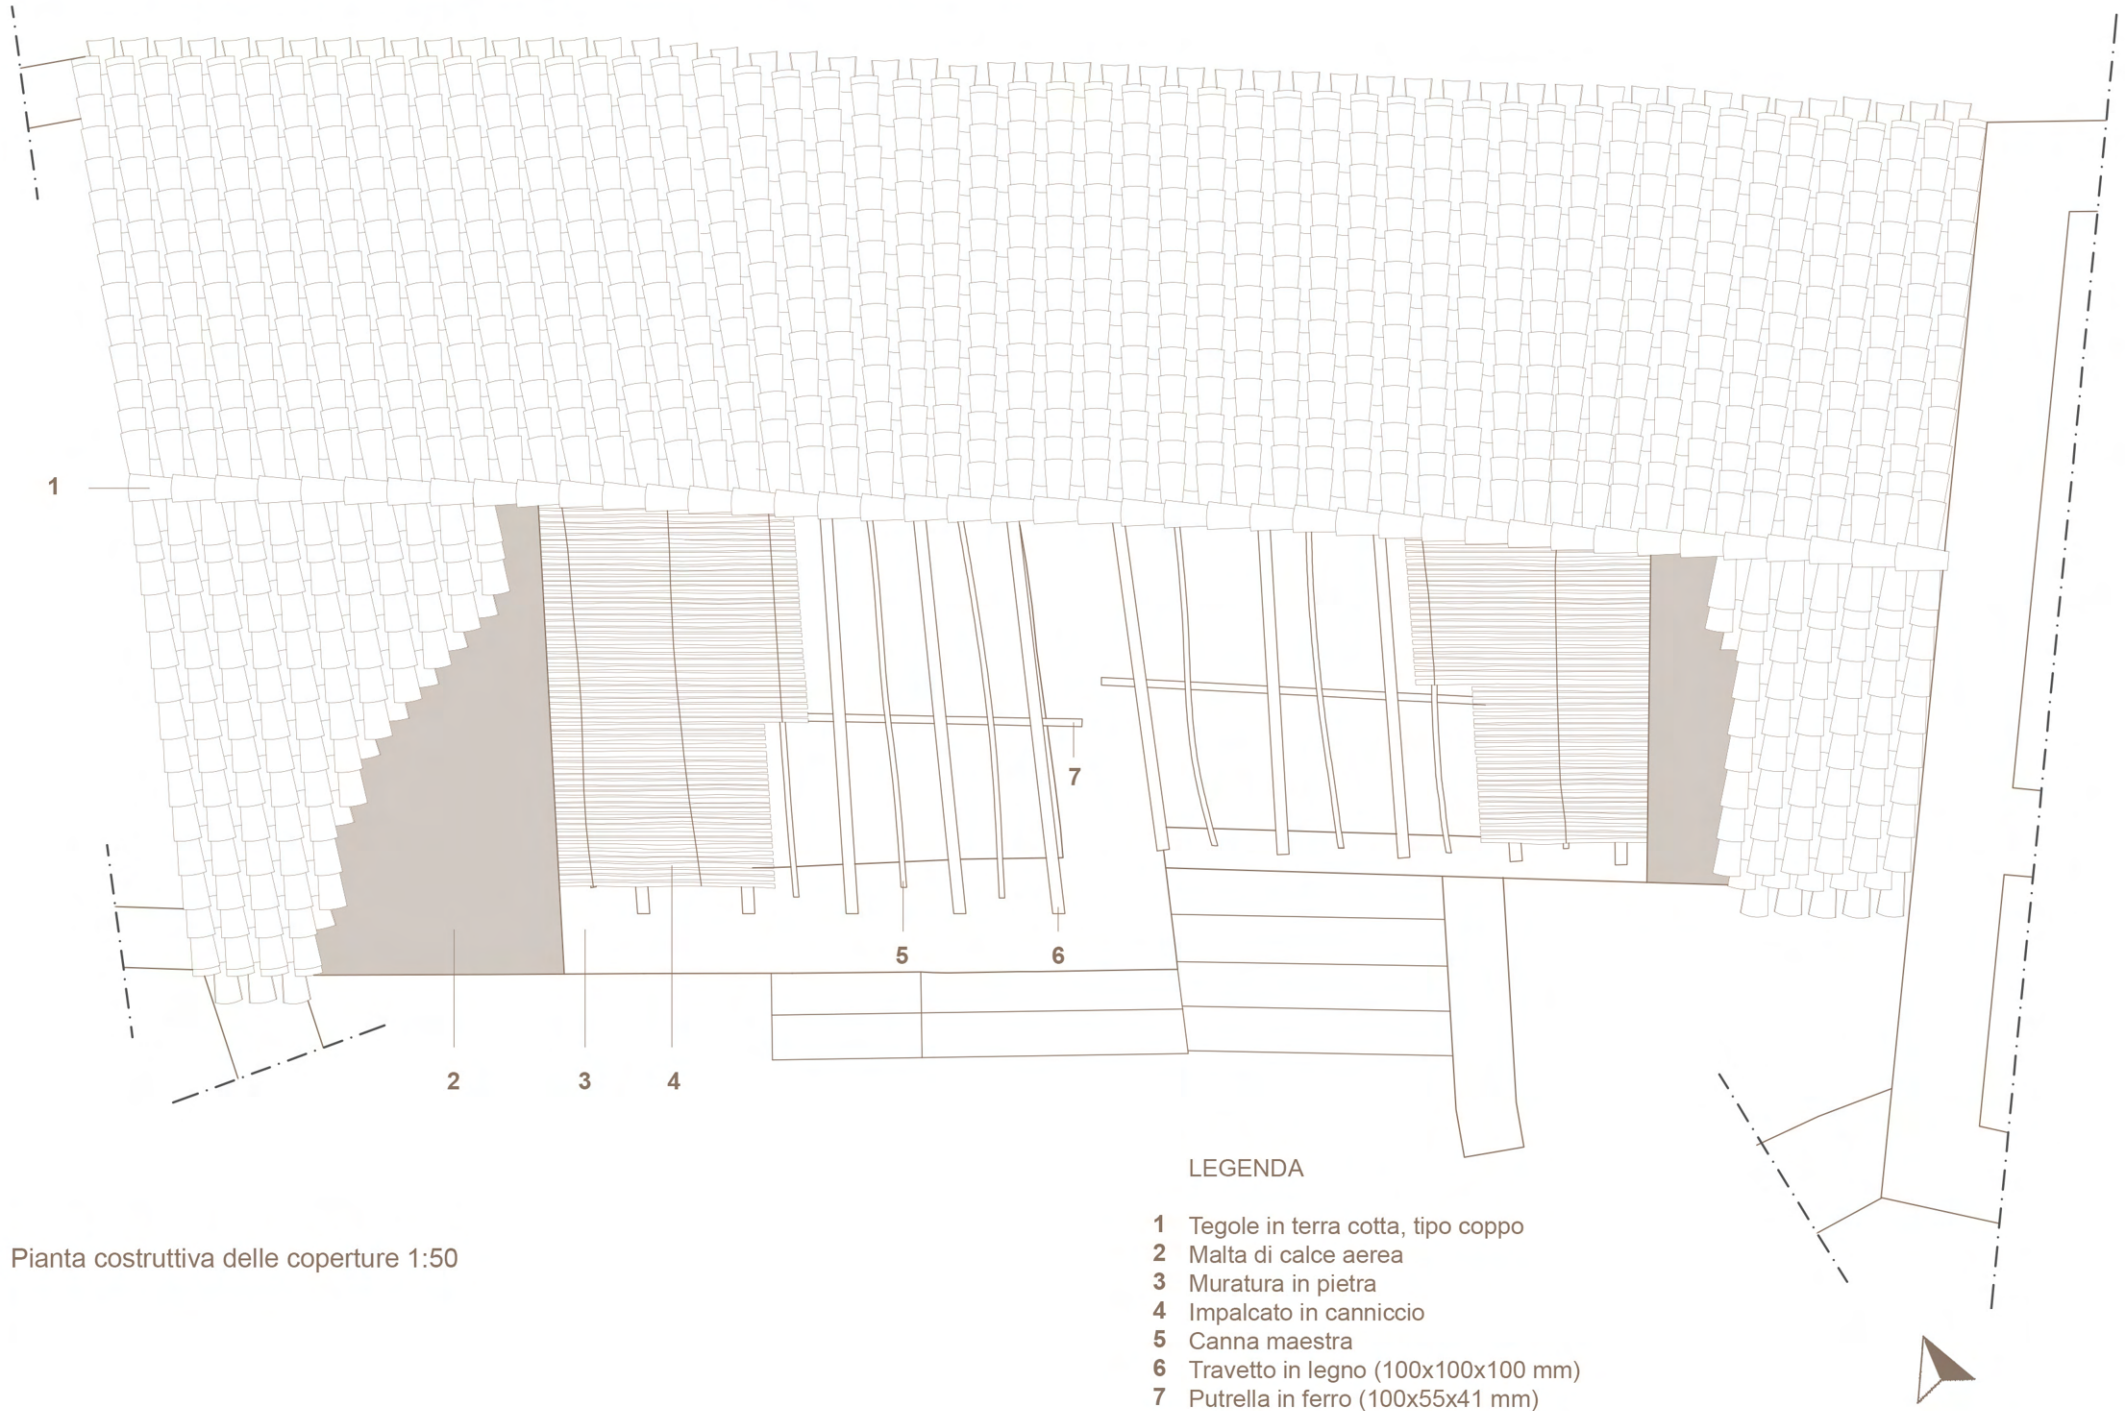 1
7
5
6
2
3
4
LEGENDA
1 Tegole in terra cotta, tipo coppo
2 Malta di calce aerea
3 Muratura in pietra
4 Impalcato in canniccio
5 Canna maestra
6 Travetto in legno (100x100x100 mm)
7 Putrella in ferro (100x55x41 mm)
Pianta costruttiva delle coperture 1:50